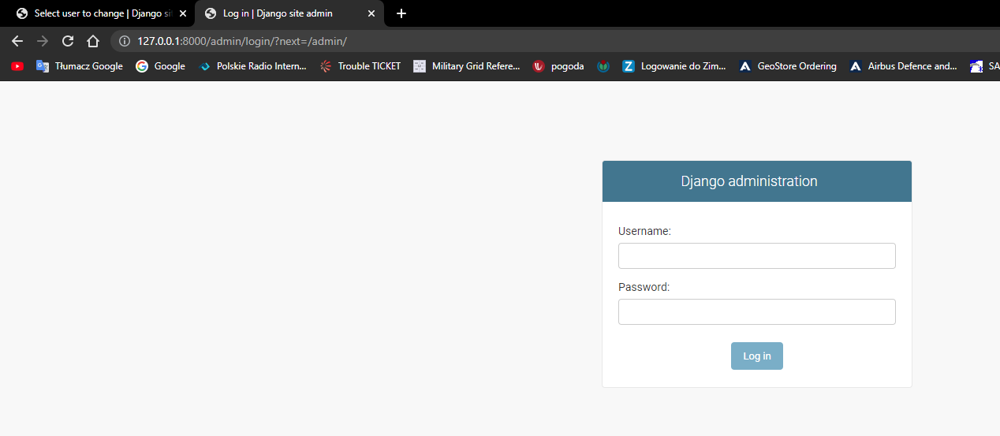 Select user to change | Django sit
Log in | Django site admin
127.0.0.1:8000/admin/login/?next=/admin/
Tłumacz Google
Google
Polskie Radio Intern...
Trouble TICKET
Military Grid Refere...
pogoda
Z
Logowanie do Zim...
GeoStore Ordering
Airbus Defence and...
SA
Django administration
Username:
Password:
Log in